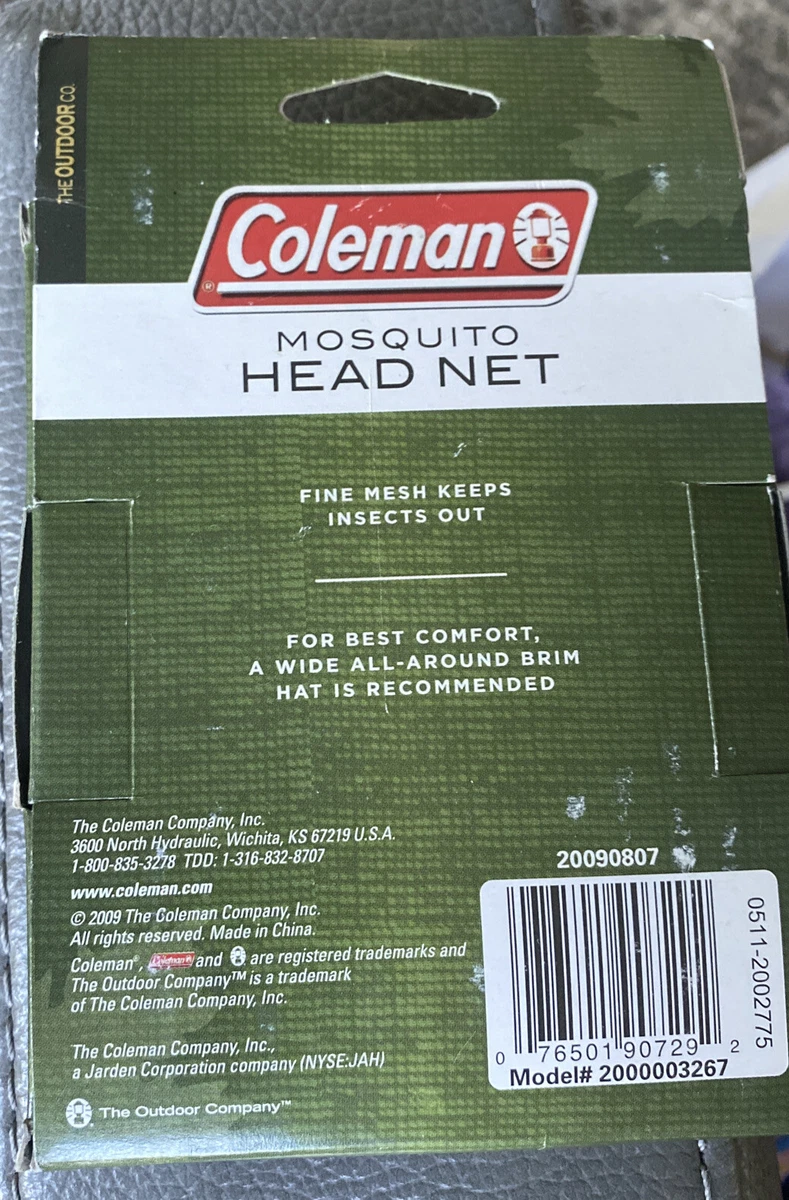 THE OUTDOOR CO.
Coleman
®
MOSQUITO
HEAD NET
FINE MESH KEEPS
INSECTS OUT
FOR BEST COMFORT,
A WIDE ALL-AROUND BRIM
HAT IS RECOMMENDED
The Coleman Company, Inc.
3600 North Hydraulic, Wichita, KS 67219 U.S.A.
1-800-835-3278 TDD: 1-316-832-8707
www.coleman.com
© 2009 The Coleman Company, Inc.
All rights reserved. Made in China.
Coleman®, Coleman and are registered trademarks and
The Outdoor Company™ is a trademark
of The Coleman Company, Inc.
The Coleman Company, Inc.,
a Jarden Corporation company (NYSE:JAH)
The Outdoor Company™
20090807
0511-2002775
0 76501 90729 2
Model# 2000003267